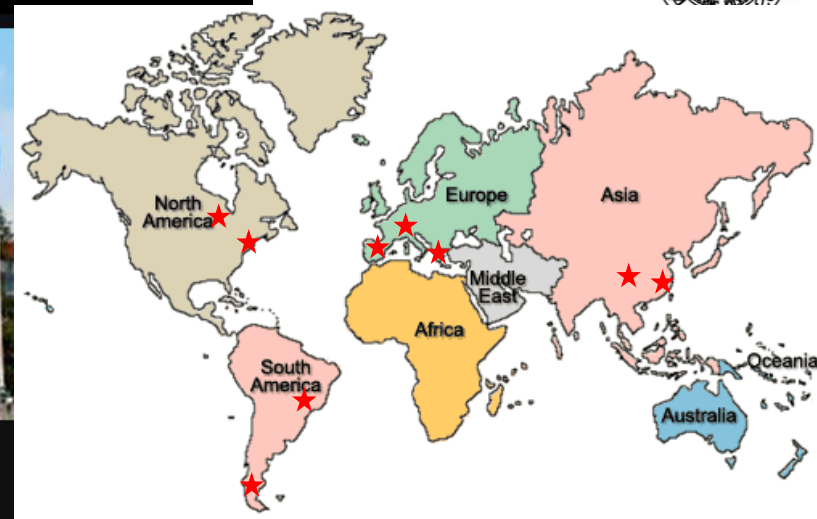 North
America
Europe
Asia
Middle
East
Africa
South
America
Oceania
Australia